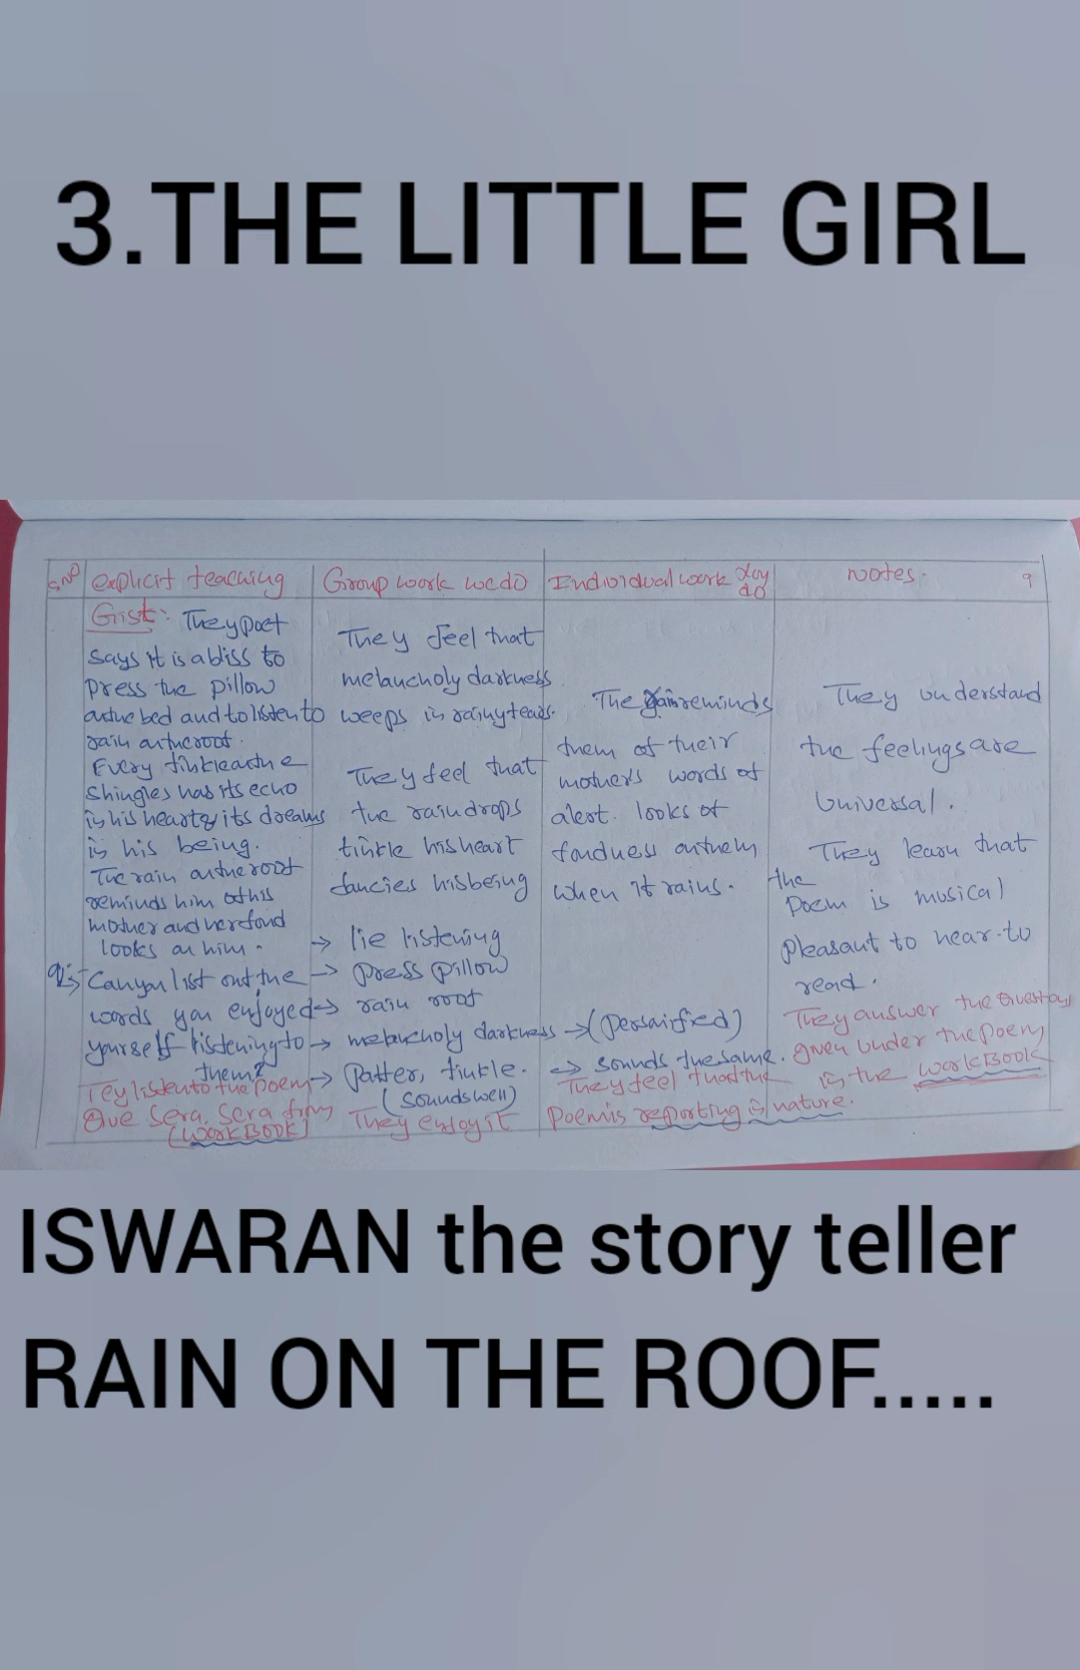 3.THE LITTLE GIRL
S.No explicit teaching Group work we do Individual work You do notes. 9
Gist: They poet
says it is a bliss to
press the pillow
on the bed and to listen to
rain on the roof.
Every tinkle on the
shingles has its echo
in his heart & its dreams
in his being.
The rain on the roof
reminds him of his
mother and her fond
looks on him.
Can you list out the
words you enjoyed
yourself listening to
them?
Tey listen to the poem
Que Sera, Sera from
(WORKBOOK)
They feel that
melancholy darkness
weeps in rainy tears.
They feel that
the raindrops
tinkle his heart
fancies his being
→ lie listening
→ press pillow
→ rain roof
→ melancholy darkness → (personified)
→ patter, tinkle. → sounds the same.
(sounds well)
They enjoy it
The rain reminds
them of their
mother's words of
alert. looks of
fondness on them
when it rains.
They feel that the
Poem is reporting in nature.
They understand
the feelings are
Universal.
They learn that
the
Poem is musical
pleasant to hear-to
read.
They answer the Questions
given under the poem
in the WORKBOOK
ISWARAN the story teller
RAIN ON THE ROOF.....